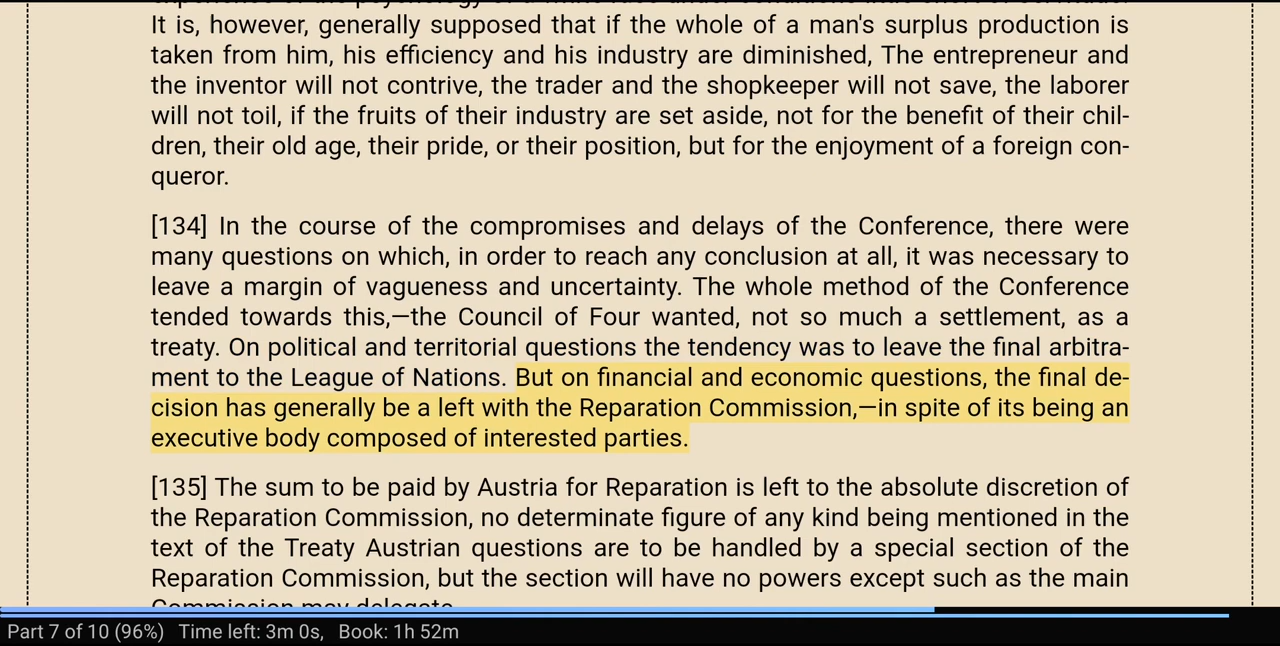 It is, however, generally supposed that if the whole of a man's surplus production is
taken from him, his efficiency and his industry are diminished, The entrepreneur and
the inventor will not contrive, the trader and the shopkeeper will not save, the laborer
will not toil, if the fruits of their industry are set aside, not for the benefit of their chil-
dren, their old age, their pride, or their position, but for the enjoyment of a foreign con-
queror.
[134] In the course of the compromises and delays of the Conference, there were
many questions on which, in order to reach any conclusion at all, it was necessary to
leave a margin of vagueness and uncertainty. The whole method of the Conference
tended towards this,—the Council of Four wanted, not so much a settlement, as a
treaty. On political and territorial questions the tendency was to leave the final arbitra-
ment to the League of Nations. But on financial and economic questions, the final de-
cision has generally be a left with the Reparation Commission,—in spite of its being an
executive body composed of interested parties.
[135] The sum to be paid by Austria for Reparation is left to the absolute discretion of
the Reparation Commission, no determinate figure of any kind being mentioned in the
text of the Treaty Austrian questions are to be handled by a special section of the
Reparation Commission, but the section will have no powers except such as the main
Commission may delegate.
Part 7 of 10 (96%) Time left: 3m 0s, Book: 1h 52m